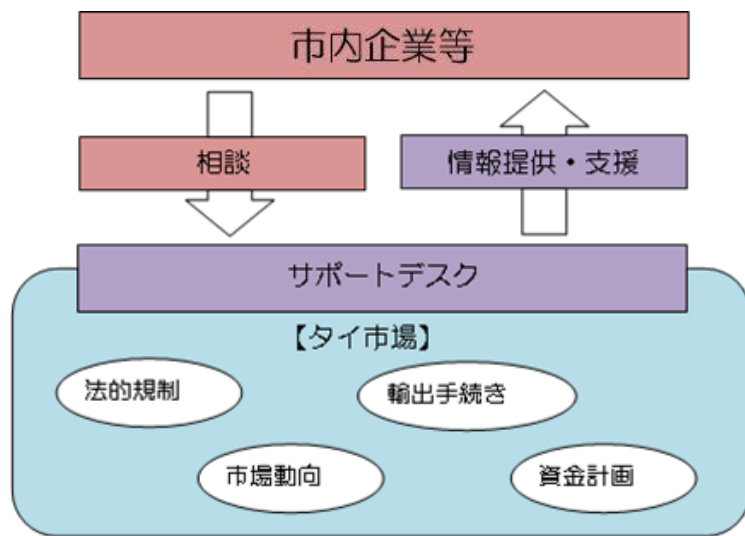 市内企業等
相談
情報提供・支援
サポートデスク
【タイ市場】
法的規制
輸出手続き
市場動向
資金計画